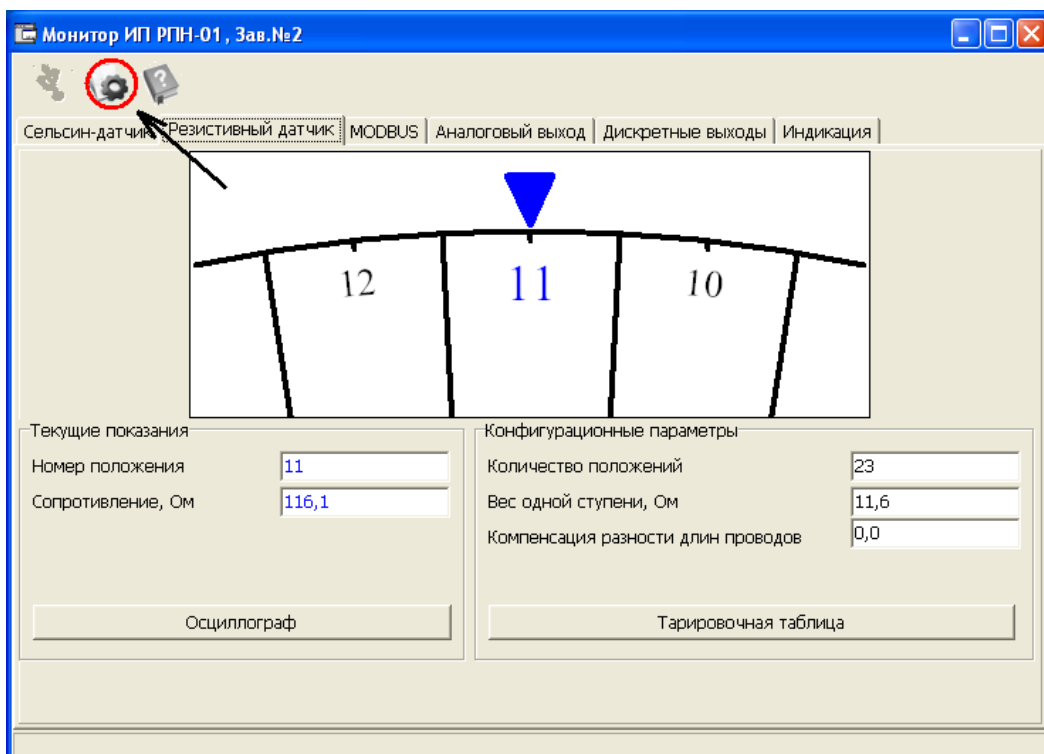 Монитор ИП РПН-01 , Зав.№2
?
Сельсин-датчик Резистивный датчик MODBUS Аналоговый выход Дискретные выходы Индикация
12 11 10
Текущие показания
Номер положения 11
Сопротивление, Ом 116,1
Осциллограф
Конфигурационные параметры
Количество положений 23
Вес одной ступени, Ом 11,6
Компенсация разности длин проводов 0,0
Тарировочная таблица